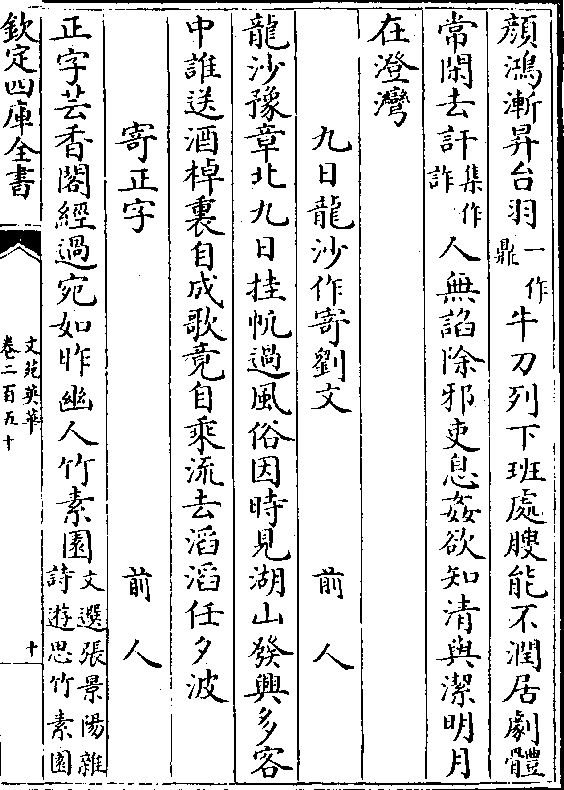 顔鴻漸昇台羽一作鼎牛刀列下班處膄能不潤居劇體
常閑去訐集作詐人無諂除邪吏息姦欲知清與潔明月
在澄灣
九日龍沙作寄劉文　前人
龍沙豫章北九日挂帆過風俗因時見湖山發興多客
中誰送酒棹裏自成歌竟自乘流去滔滔任夕波
寄正字　前人
正字芸香閣經過宛如昨幽人竹素園文選張景陽雜詩遊思竹素園
欽定四庫全書
文苑英華
卷二百五十
十